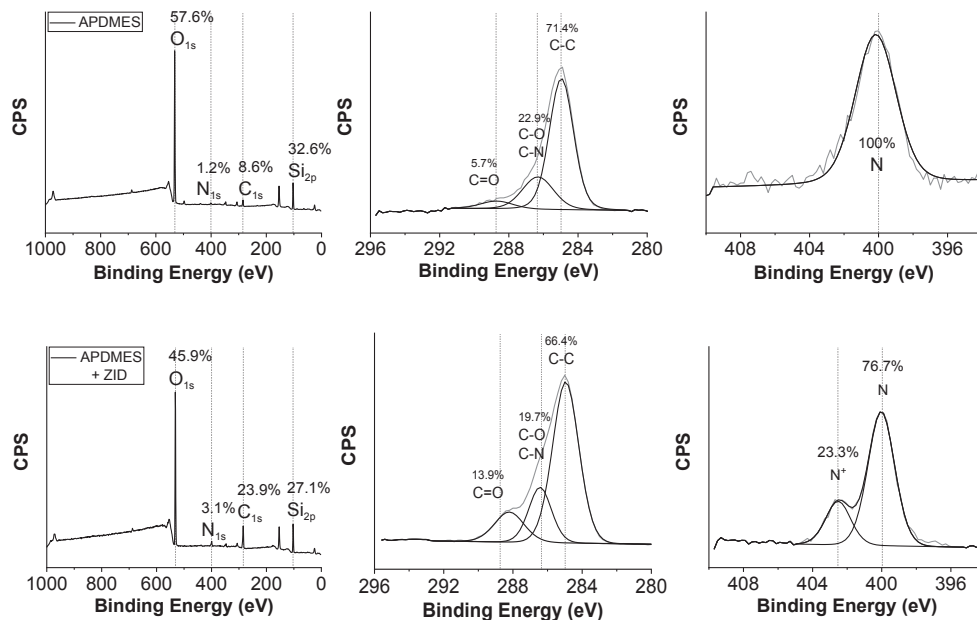 APDMES
57.6%
O1s
1.2%
N1s
8.6%
C1s
32.6%
Si2p
CPS
1000 800 600 400 200 0
Binding Energy (eV)
71.4%
C-C
22.9%
C-O
C-N
5.7%
C=O
CPS
296 292 288 284 280
Binding Energy (eV)
100%
N
CPS
408 404 400 396
Binding Energy (eV)
APDMES
+ ZID
45.9%
O1s
3.1%
N1s
23.9%
C1s
27.1%
Si2p
CPS
1000 800 600 400 200 0
Binding Energy (eV)
66.4%
C-C
19.7%
C-O
C-N
13.9%
C=O
CPS
296 292 288 284 280
Binding Energy (eV)
76.7%
N
23.3%
N+
CPS
408 404 400 396
Binding Energy (eV)